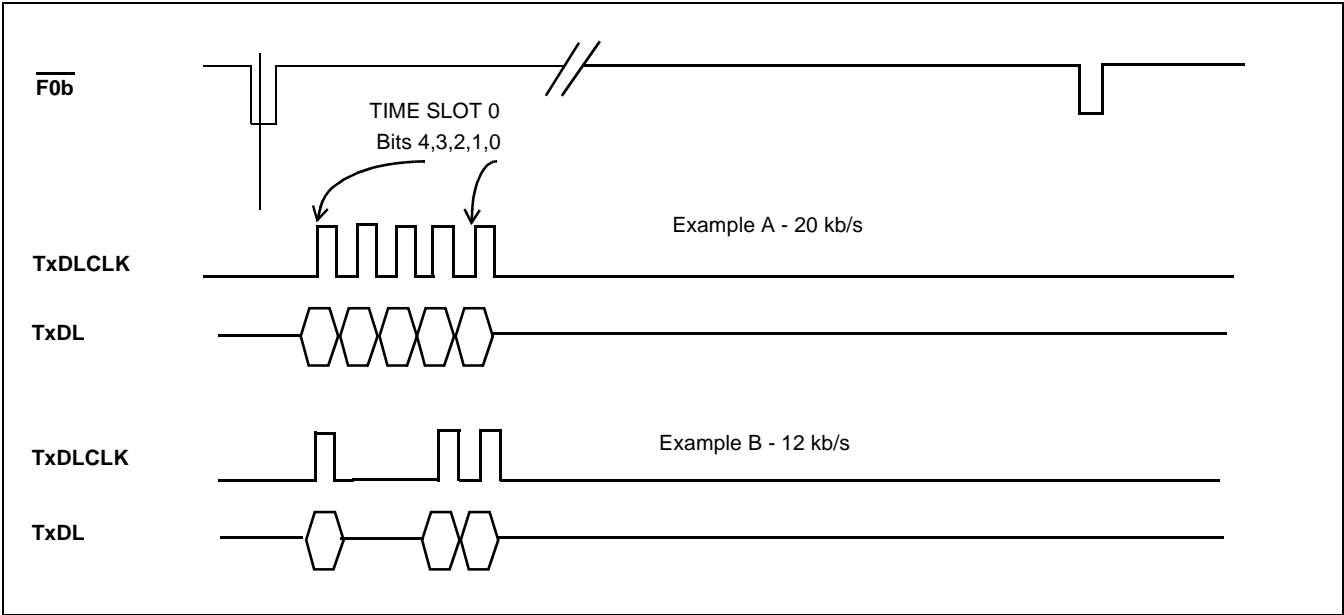 F0b
TIME SLOT 0
Bits 4,3,2,1,0
Example A - 20 kb/s
TxDLCLK
TxDL
Example B - 12 kb/s
TxDLCLK
TxDL